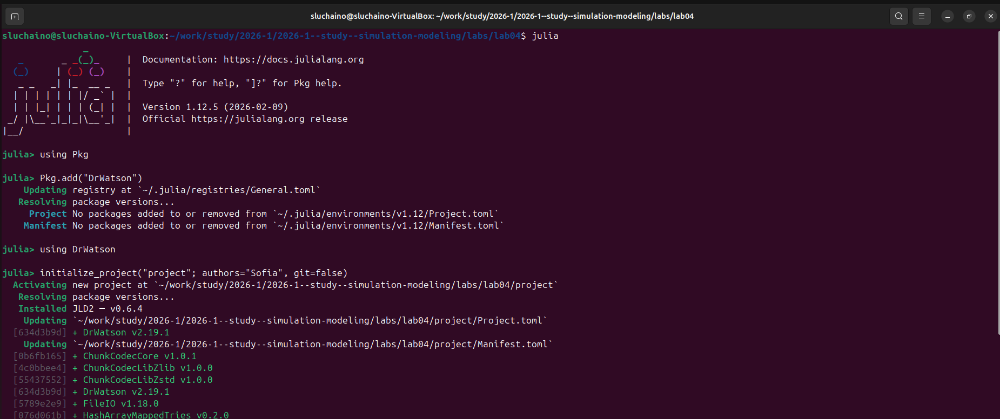 sluchaino@sluchaino-VirtualBox: ~/work/study/2026-1/2026-1--study--simulation-modeling/labs/lab04
sluchaino@sluchaino-VirtualBox:~/work/study/2026-1/2026-1--study--simulation-modeling/labs/lab04$ julia
               _
   _       _ _(_)_     |  Documentation: https://docs.julialang.org
  (_)     | (_) (_)    |
   _ _   _| |_  __ _   |  Type "?" for help, "]?" for Pkg help.
  | | | | | | |/ _` |  |
  | | |_| | | | (_| |  |  Version 1.12.5 (2026-02-09)
 _/ |\__'_|_|_|\__'_|  |  Official https://julialang.org release
|__/                   |
julia> using Pkg
julia> Pkg.add("DrWatson")
    Updating registry at `~/.julia/registries/General.toml`
   Resolving package versions...
     Project No packages added to or removed from `~/.julia/environments/v1.12/Project.toml`
    Manifest No packages added to or removed from `~/.julia/environments/v1.12/Manifest.toml`
julia> using DrWatson
julia> initialize_project("project"; authors="Sofia", git=false)
  Activating new project at `~/work/study/2026-1/2026-1--study--simulation-modeling/labs/lab04/project`
   Resolving package versions...
   Installed JLD2 ─ v0.6.4
    Updating `~/work/study/2026-1/2026-1--study--simulation-modeling/labs/lab04/project/Project.toml`
  [634d3b9d] + DrWatson v2.19.1
    Updating `~/work/study/2026-1/2026-1--study--simulation-modeling/labs/lab04/project/Manifest.toml`
  [0b6fb165] + ChunkCodecCore v1.0.1
  [4c0bbee4] + ChunkCodecLibZlib v1.0.0
  [55437552] + ChunkCodecLibZstd v1.0.0
  [634d3b9d] + DrWatson v2.19.1
  [5789e2e9] + FileIO v1.18.0
  [076d061b] + HashArrayMappedTries v0.2.0